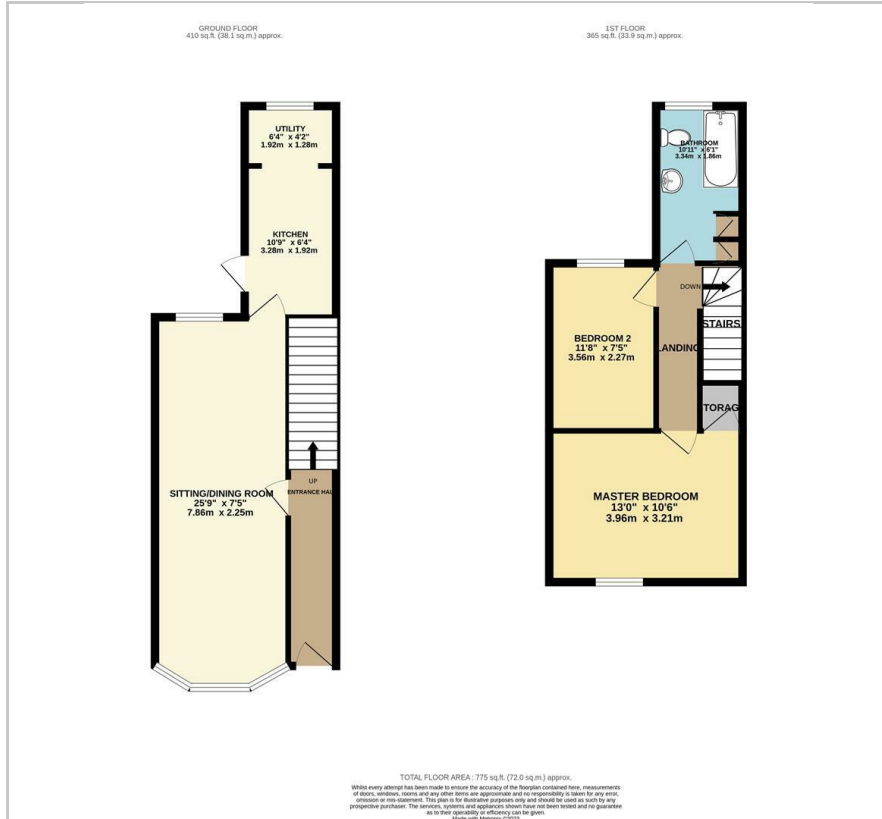 GROUND FLOOR
410 sq.ft. (38.1 sq.m.) approx.
1ST FLOOR
365 sq.ft. (33.9 sq.m.) approx.
UTILITY
6'4" x 4'2"
1.92m x 1.28m
KITCHEN
10'9" x 6'4"
3.28m x 1.92m
SITTING/DINING ROOM
25'9" x 7'5"
7.86m x 2.25m
UP
ENTRANCE HAL
BATHROOM
10'11" x 6'1"
3.34m x 1.86m
DOWN
STAIRS
BEDROOM 2
11'8" x 7'5"
3.56m x 2.27m
LANDING
TORAG
MASTER BEDROOM
13'0" x 10'6"
3.96m x 3.21m
TOTAL FLOOR AREA : 775 sq.ft. (72.0 sq.m.) approx.
Whilst every attempt has been made to ensure the accuracy of the floorplan contained here, measurements
of doors, windows, rooms and any other items are approximate and no responsibility is taken for any error,
omission or mis-statement. This plan is for illustrative purposes only and should be used as such by any
prospective purchaser. The services, systems and appliances shown have not been tested and no guarantee
as to their operability or efficiency can be given.
Made with Metropix ©2023